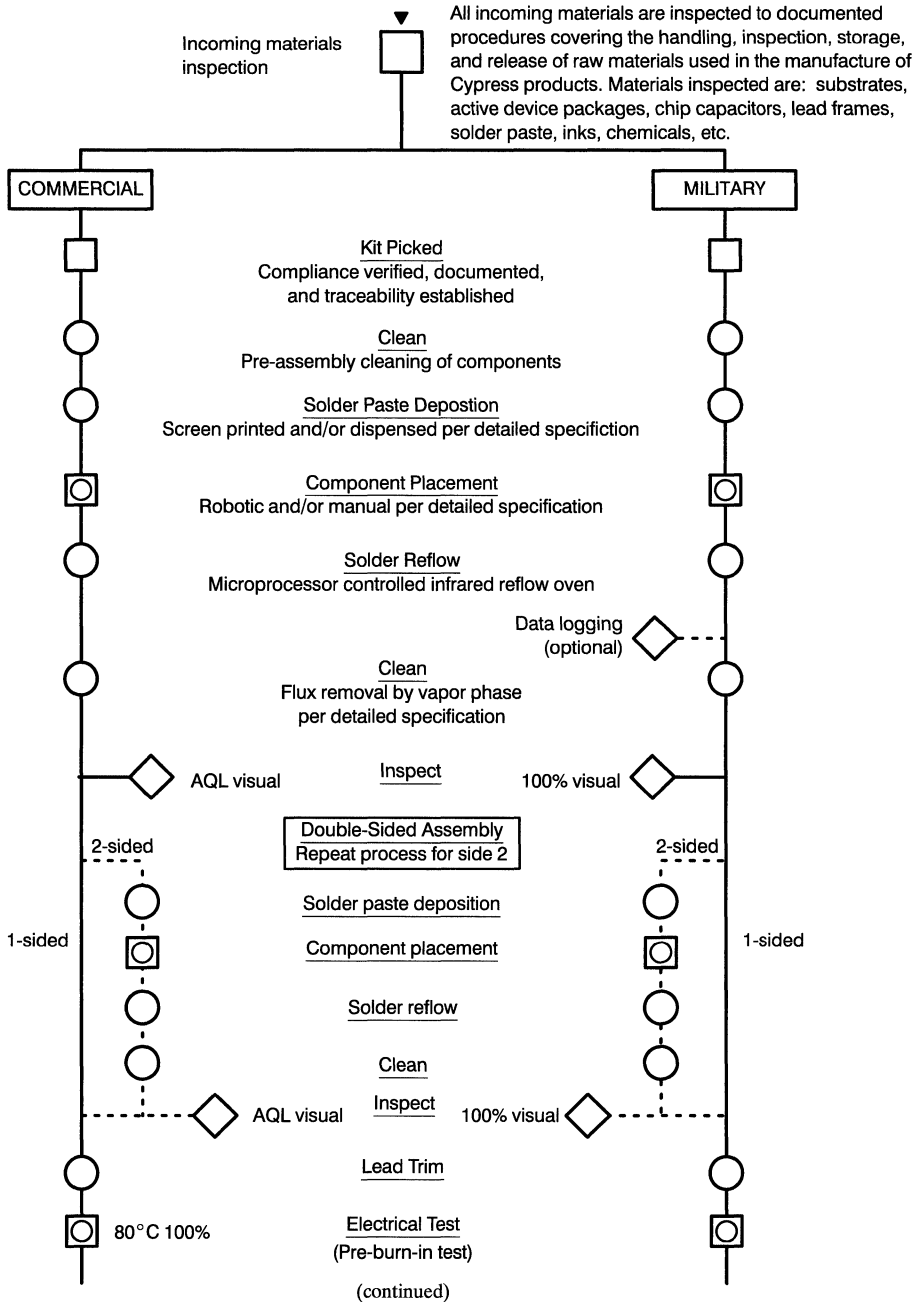 Incoming materials
inspection
All incoming materials are inspected to documented
procedures covering the handling, inspection, storage,
and release of raw materials used in the manufacture of
Cypress products. Materials inspected are: substrates,
active device packages, chip capacitors, lead frames,
solder paste, inks, chemicals, etc.
COMMERCIAL
MILITARY
Kit Picked
Compliance verified, documented,
and traceability established
Clean
Pre-assembly cleaning of components
Solder Paste Depostion
Screen printed and/or dispensed per detailed specifiction
Component Placement
Robotic and/or manual per detailed specification
Solder Reflow
Microprocessor controlled infrared reflow oven
Data logging
(optional)
Clean
Flux removal by vapor phase
per detailed specification
AQL visual
Inspect
100% visual
Double-Sided Assembly
Repeat process for side 2
2-sided
2-sided
Solder paste deposition
1-sided
Component placement
1-sided
Solder reflow
Clean
AQL visual
Inspect
100% visual
Lead Trim
80°C 100%
Electrical Test
(Pre-burn-in test)
(continued)